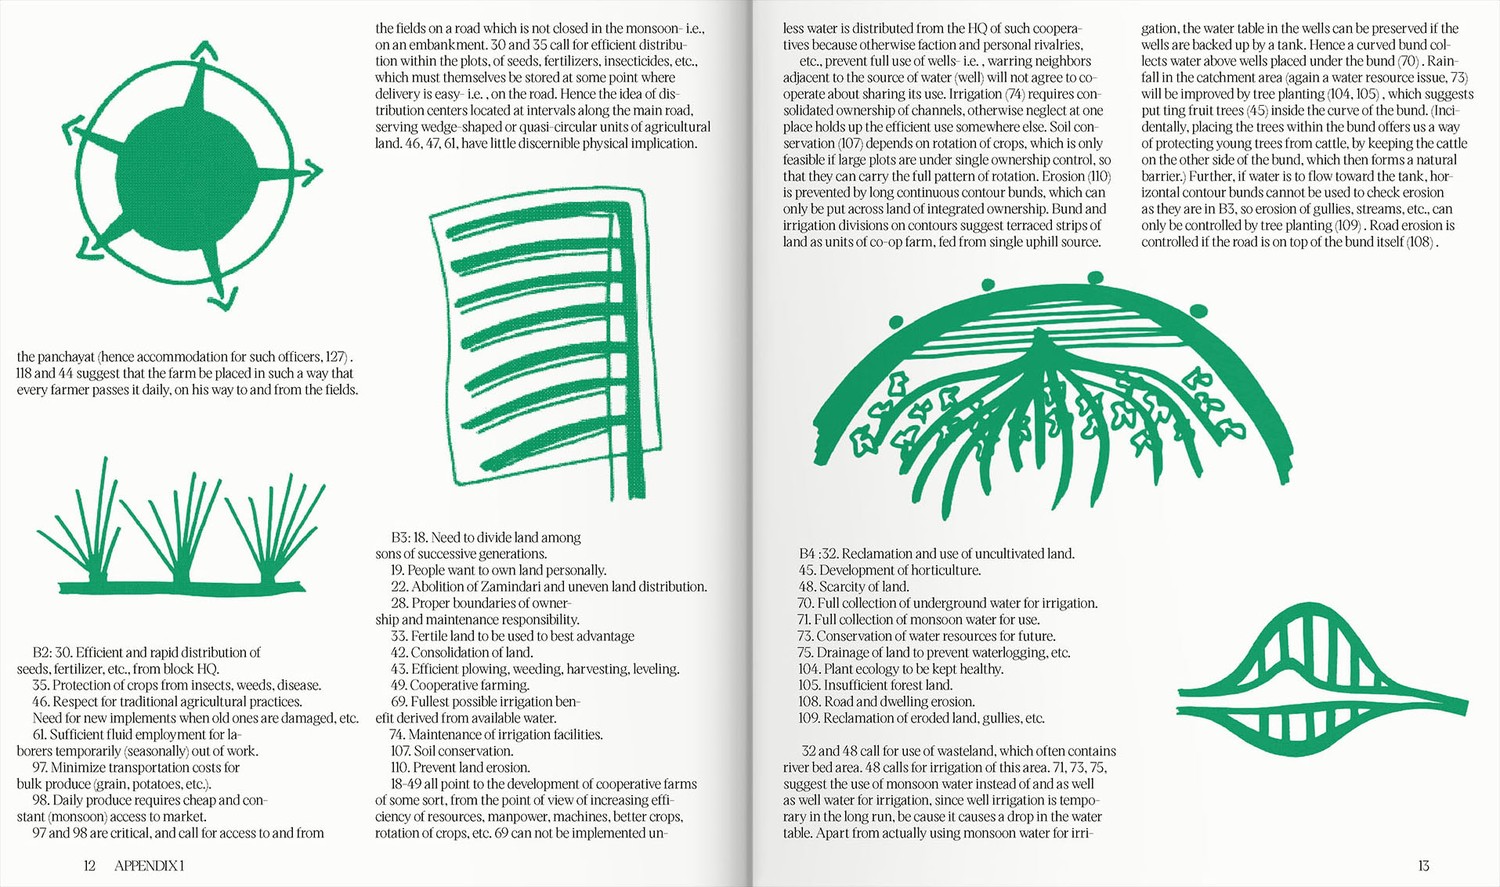 the panchayat (hence accommodation for such officers, 127) .
118 and 44 suggest that the farm be placed in such a way that
every farmer passes it daily, on his way to and from the fields.
B2: 30. Efficient and rapid distribution of
seeds, fertilizer, etc., from block HQ.
35. Protection of crops from insects, weeds, disease.
46. Respect for traditional agricultural practices.
Need for new implements when old ones are damaged, etc.
61. Sufficient fluid employment for la-
borers temporarily (seasonally) out of work.
97. Minimize transportation costs for
bulk produce (grain, potatoes, etc.).
98. Daily produce requires cheap and con-
stant (monsoon) access to market.
97 and 98 are critical, and call for access to and from
the fields on a road which is not closed in the monsoon- i.e.,
on an embankment. 30 and 35 call for efficient distribu-
tion within the plots, of seeds, fertilizers, insecticides, etc.,
which must themselves be stored at some point where
delivery is easy- i.e. , on the road. Hence the idea of dis-
tribution centers located at intervals along the main road,
serving wedge-shaped or quasi-circular units of agricultural
land. 46, 47, 61, have little discernible physical implication.
B3: 18. Need to divide land among
sons of successive generations.
19. People want to own land personally.
22. Abolition of Zamindari and uneven land distribution.
28. Proper boundaries of owner-
ship and maintenance responsibility.
33. Fertile land to be used to best advantage
42. Consolidation of land.
43. Efficient plowing, weeding, harvesting, leveling.
49. Cooperative farming.
69. Fullest possible irrigation ben-
efit derived from available water.
74. Maintenance of irrigation facilities.
107. Soil conservation.
110. Prevent land erosion.
18-49 all point to the development of cooperative farms
of some sort, from the point of view of increasing effi-
ciency of resources, manpower, machines, better crops,
rotation of crops, etc. 69 can not be implemented un-
12 APPENDIX 1
less water is distributed from the HQ of such coopera-
tives because otherwise faction and personal rivalries,
etc., prevent full use of wells- i.e. , warring neighbors
adjacent to the source of water (well) will not agree to co-
operate about sharing its use. Irrigation (74) requires con-
solidated ownership of channels, otherwise neglect at one
place holds up the efficient use somewhere else. Soil con-
servation (107) depends on rotation of crops, which is only
feasible if large plots are under single ownership control, so
that they can carry the full pattern of rotation. Erosion (110)
is prevented by long continuous contour bunds, which can
only be put across land of integrated ownership. Bund and
irrigation divisions on contours suggest terraced strips of
land as units of co-op farm, fed from single uphill source.
B4 :32. Reclamation and use of uncultivated land.
45. Development of horticulture.
48. Scarcity of land.
70. Full collection of underground water for irrigation.
71. Full collection of monsoon water for use.
73. Conservation of water resources for future.
75. Drainage of land to prevent waterlogging, etc.
104. Plant ecology to be kept healthy.
105. Insufficient forest land.
108. Road and dwelling erosion.
109. Reclamation of eroded land, gullies, etc.
32 and 48 call for use of wasteland, which often contains
river bed area. 48 calls for irrigation of this area. 71, 73, 75,
suggest the use of monsoon water instead of and as well
as well water for irrigation, since well irrigation is tempo-
rary in the long run, be cause it causes a drop in the water
table. Apart from actually using monsoon water for irri-
gation, the water table in the wells can be preserved if the
wells are backed up by a tank. Hence a curved bund col-
lects water above wells placed under the bund (70) . Rain-
fall in the catchment area (again a water resource issue, 73)
will be improved by tree planting (104, 105) , which suggests
put ting fruit trees (45) inside the curve of the bund. (Inci-
dentally, placing the trees within the bund offers us a way
of protecting young trees from cattle, by keeping the cattle
on the other side of the bund, which then forms a natural
barrier.) Further, if water is to flow toward the tank, hor-
izontal contour bunds cannot be used to check erosion
as they are in B3, so erosion of gullies, streams, etc., can
only be controlled by tree planting (109) . Road erosion is
controlled if the road is on top of the bund itself (108) .
13